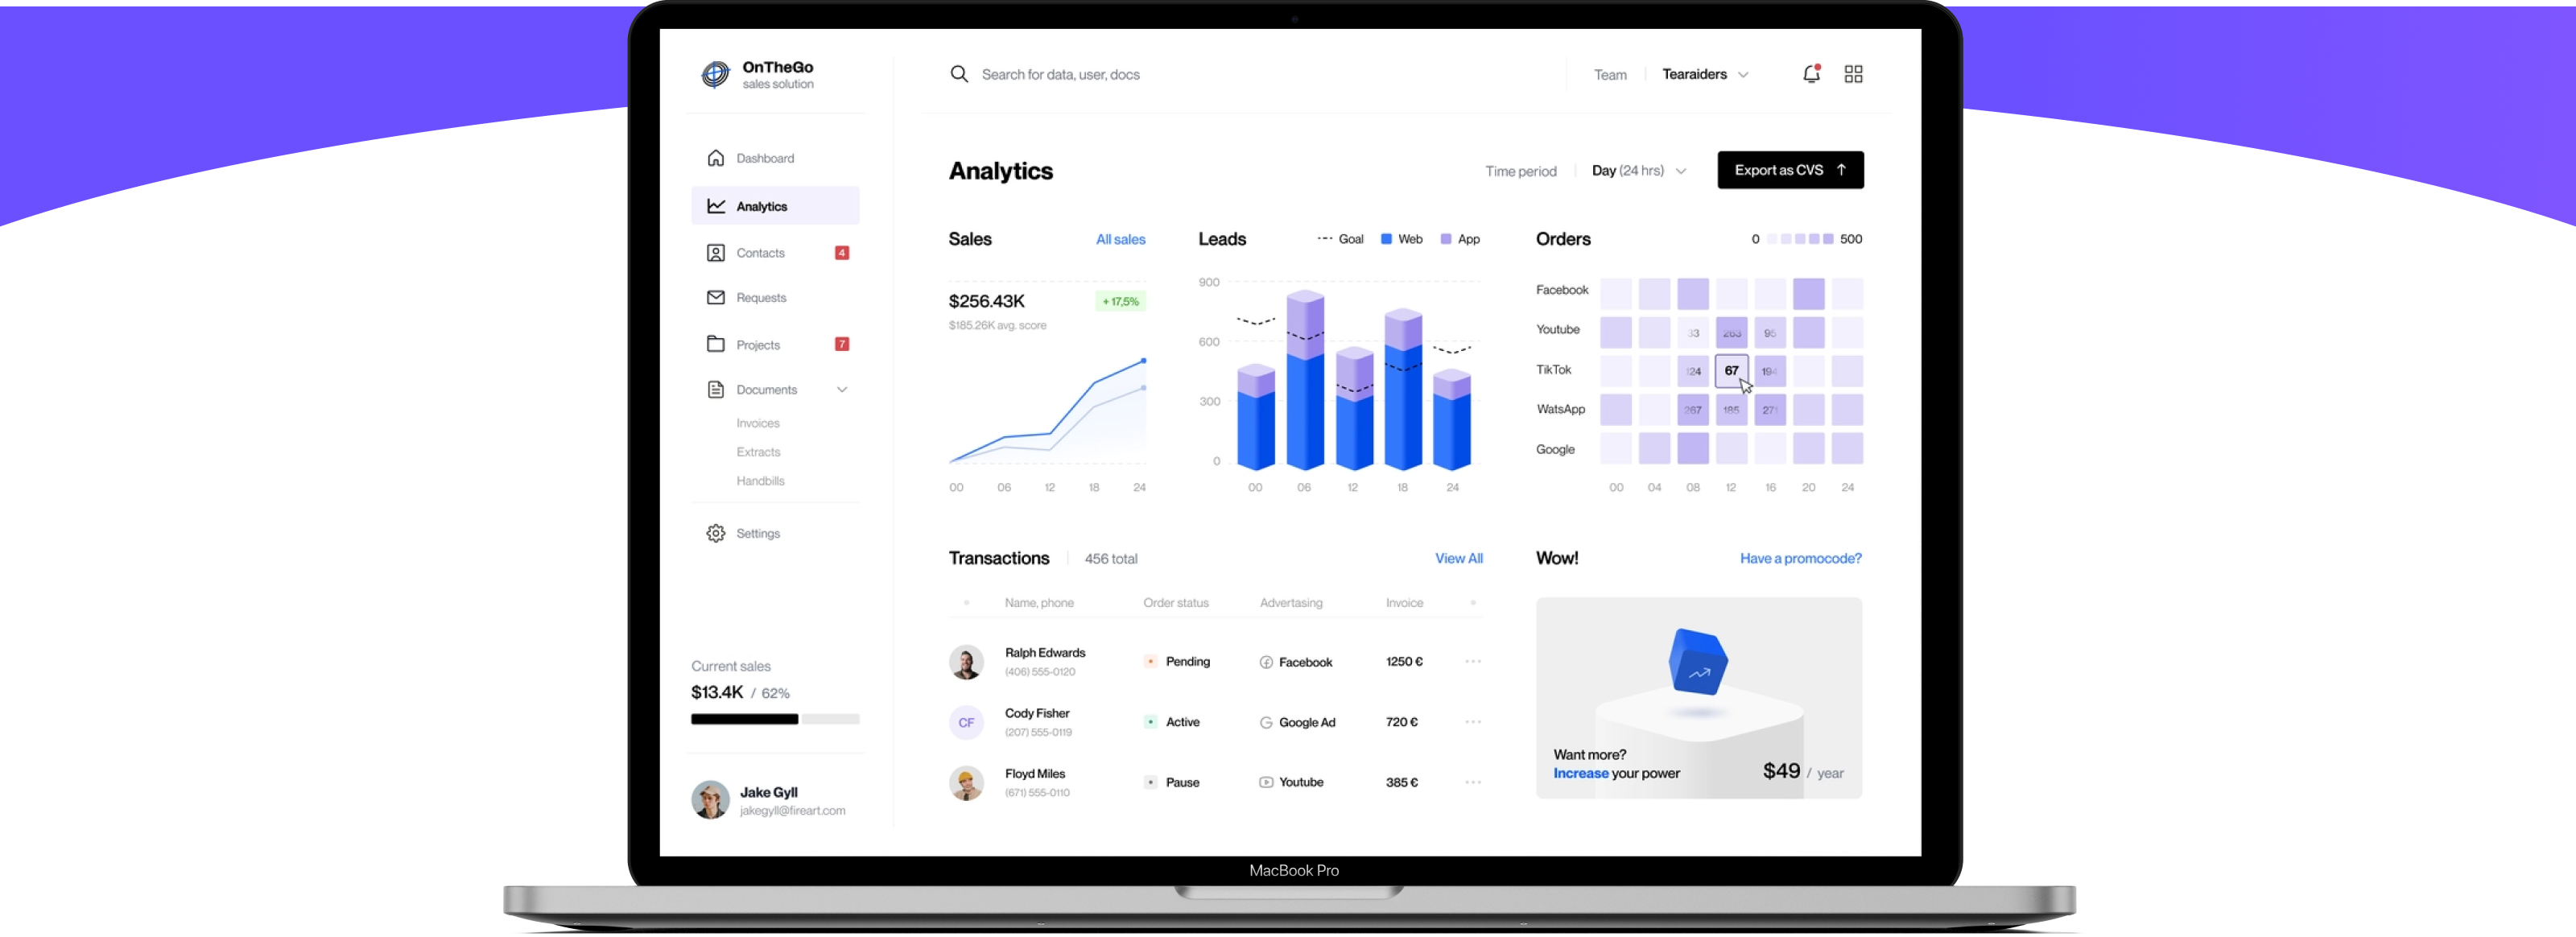 OnTheGo
sales solution
Search for data, user, docs
Team
Tearaiders
Dashboard
Analytics
Contacts
4
Requests
Projects
7
Documents
Invoices
Extracts
Handbills
Settings
Current sales
$13.4K / 62%
Jake Gyll
jakegyll@fireart.com
Analytics
Time period
Day (24 hrs)
Export as CVS
Sales
All sales
$256.43K
+ 17,5%
$185.26K avg. score
00 06 12 18 24
Leads
Goal
Web
App
900
600
300
0
00 06 12 18 24
Orders
0
500
Facebook
Youtube
33 263 95
TikTok
124 67 194
WatsApp
267 185 271
Google
00 04 08 12 16 20 24
Transactions
456 total
View All
Name, phone
Order status
Advertasing
Invoice
Ralph Edwards
(406) 555-0120
Pending
Facebook
1250 €
CF
Cody Fisher
(207) 555-0119
Active
Google Ad
720 €
Floyd Miles
(671) 555-0110
Pause
Youtube
385 €
Wow!
Have a promocode?
Want more?
Increase your power
$49 / year
MacBook Pro